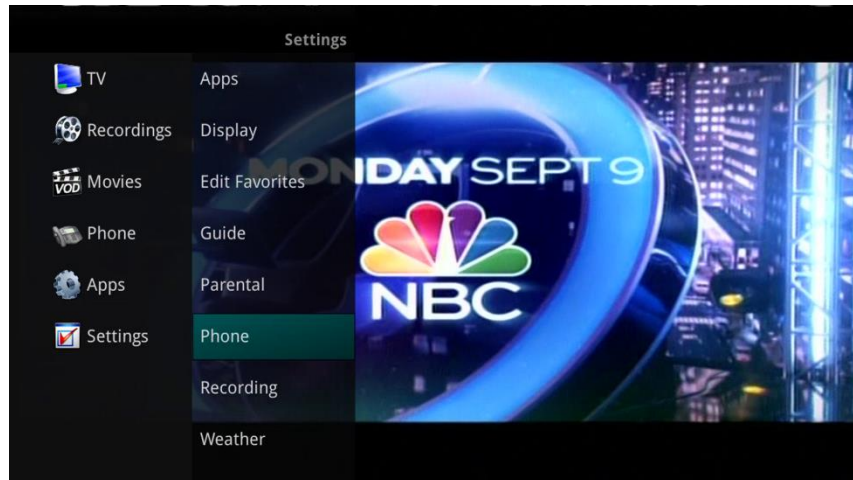 Settings
TV
Recordings
VOD Movies
Phone
Apps
Settings
Apps
Display
Edit Favorites
Guide
Parental
Phone
Recording
Weather
MONDAY SEPT 9
NBC